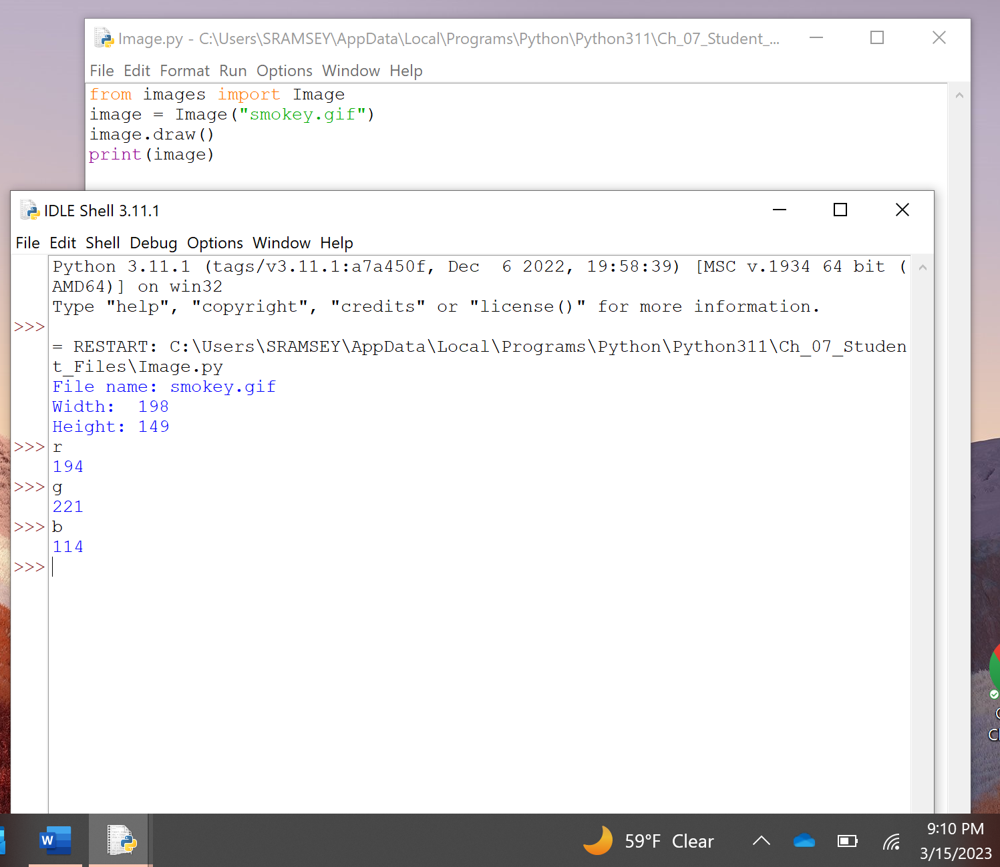 Image.py - C:\Users\SRAMSEY\AppData\Local\Programs\Python\Python311\Ch_07_Student_...
File Edit Format Run Options Window Help
from images import Image
image = Image("smokey.gif")
image.draw()
print(image)
IDLE Shell 3.11.1
File Edit Shell Debug Options Window Help
Python 3.11.1 (tags/v3.11.1:a7a450f, Dec  6 2022, 19:58:39) [MSC v.1934 64 bit (
AMD64)] on win32
Type "help", "copyright", "credits" or "license()" for more information.
>>>
= RESTART: C:\Users\SRAMSEY\AppData\Local\Programs\Python\Python311\Ch_07_Studen
t_Files\Image.py
File name: smokey.gif
Width:  198
Height: 149
>>> r
194
>>> g
221
>>> b
114
>>>
W
59°F Clear
9:10 PM
3/15/2023